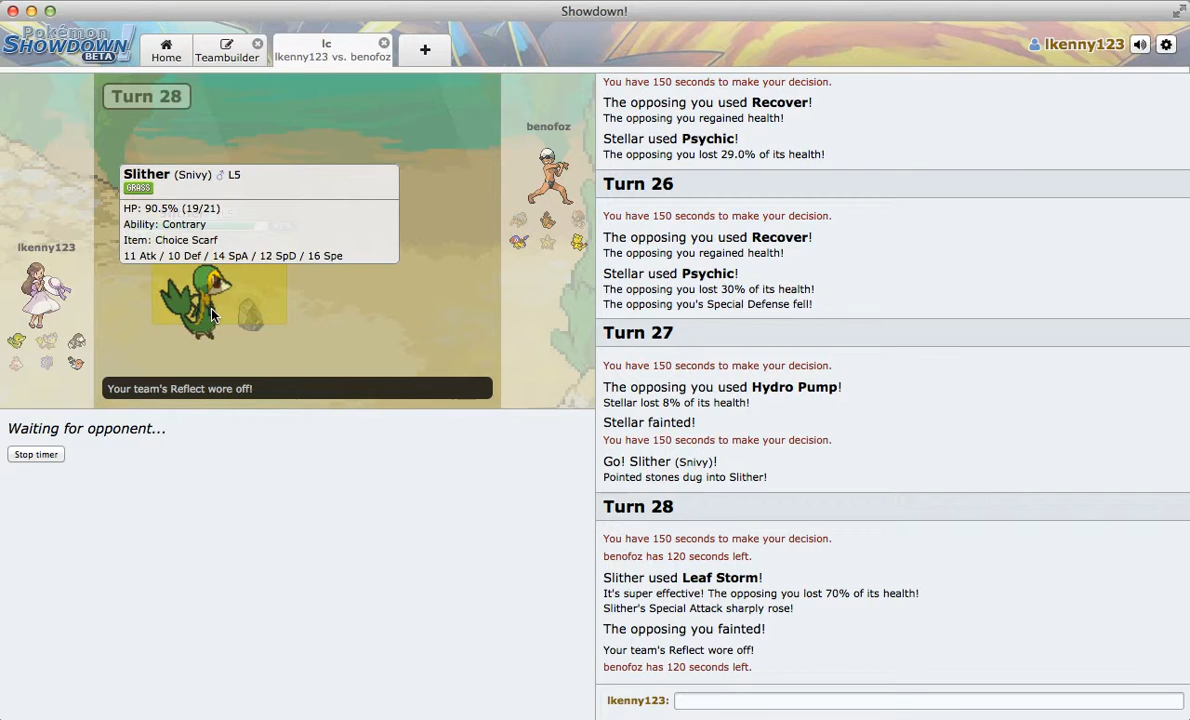 Showdown!
Pokémon
SHOWDOWN!
BETA
Home
Teambuilder
lc
lkenny123 vs. benofoz
+
lkenny123
Turn 28
benofoz
lkenny123
Slither (Snivy) ♂ L5
GRASS
HP: 90.5% (19/21)
Ability: Contrary
Item: Choice Scarf
11 Atk / 10 Def / 14 SpA / 12 SpD / 16 Spe
Your team's Reflect wore off!
Waiting for opponent...
Stop timer
You have 150 seconds to make your decision.
The opposing you used Recover!
The opposing you regained health!
Stellar used Psychic!
The opposing you lost 29.0% of its health!
Turn 26
You have 150 seconds to make your decision.
The opposing you used Recover!
The opposing you regained health!
Stellar used Psychic!
The opposing you lost 30% of its health!
The opposing you's Special Defense fell!
Turn 27
You have 150 seconds to make your decision.
The opposing you used Hydro Pump!
Stellar lost 8% of its health!
Stellar fainted!
You have 150 seconds to make your decision.
Go! Slither (Snivy)!
Pointed stones dug into Slither!
Turn 28
You have 150 seconds to make your decision.
benofoz has 120 seconds left.
Slither used Leaf Storm!
It's super effective! The opposing you lost 70% of its health!
Slither's Special Attack sharply rose!
The opposing you fainted!
Your team's Reflect wore off!
benofoz has 120 seconds left.
lkenny123: